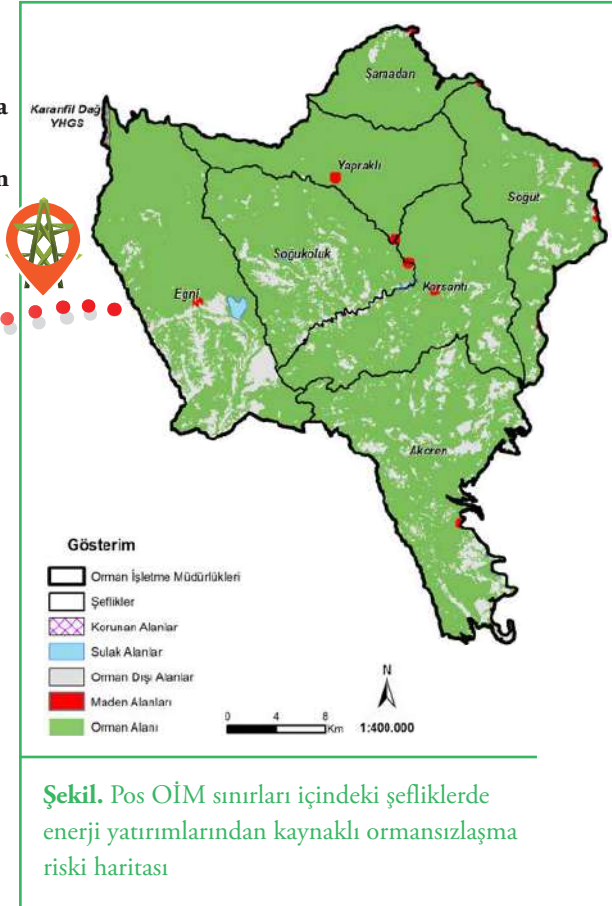 a
n
Karanfil Dağ
YHGS
Şamadan
Yapraklı
Söğüt
Soğukoluk
Eğni
Karsantı
Akören
Gösterim
Orman İşletme Müdürlükleri
Şeflikler
Korunan Alanlar
Sulak Alanlar
Orman Dışı Alanlar
Maden Alanları
Orman Alanı
N
0 4 8
Km 1:400.000
Şekil. Pos OİM sınırları içindeki şefliklerde
enerji yatırımlarından kaynaklı ormansızlaşma
riski haritası